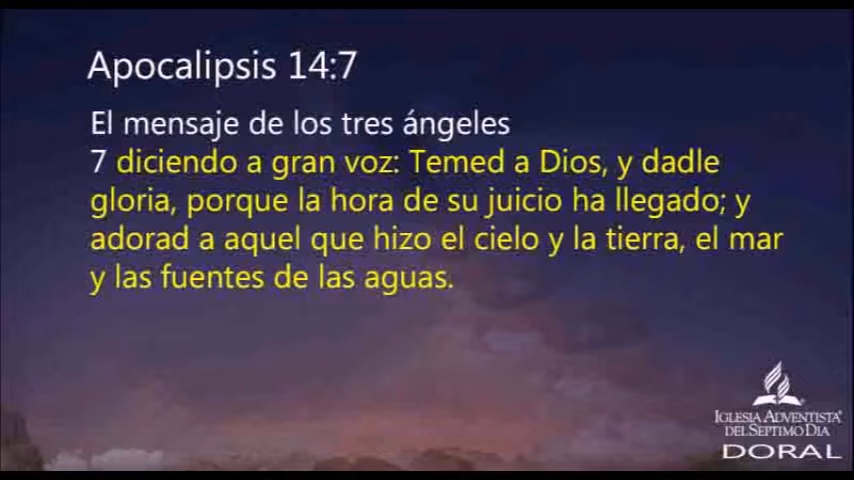 Apocalipsis 14:7
El mensaje de los tres ángeles
7 diciendo a gran voz: Temed a Dios, y dadle
gloria, porque la hora de su juicio ha llegado; y
adorad a aquel que hizo el cielo y la tierra, el mar
y las fuentes de las aguas.
IGLESIA ADVENTISTA®
DEL SÉPTIMO DÍA
DORAL